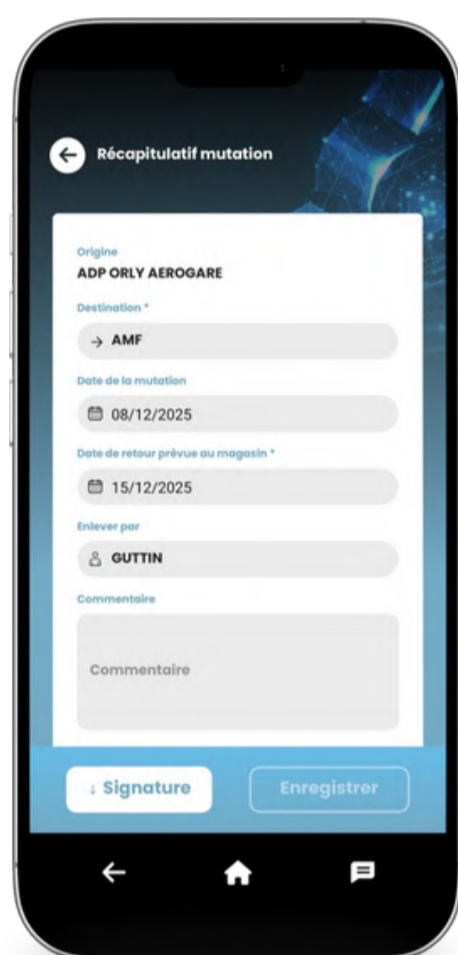 Récapitulatif mutation
Origine
ADP ORLY AEROGARE
Destination *
→ AMF
Date de la mutation
08/12/2025
Date de retour prévue au magasin *
15/12/2025
Enlever par
GUTTIN
Commentaire
Commentaire
↓ Signature
Enregistrer